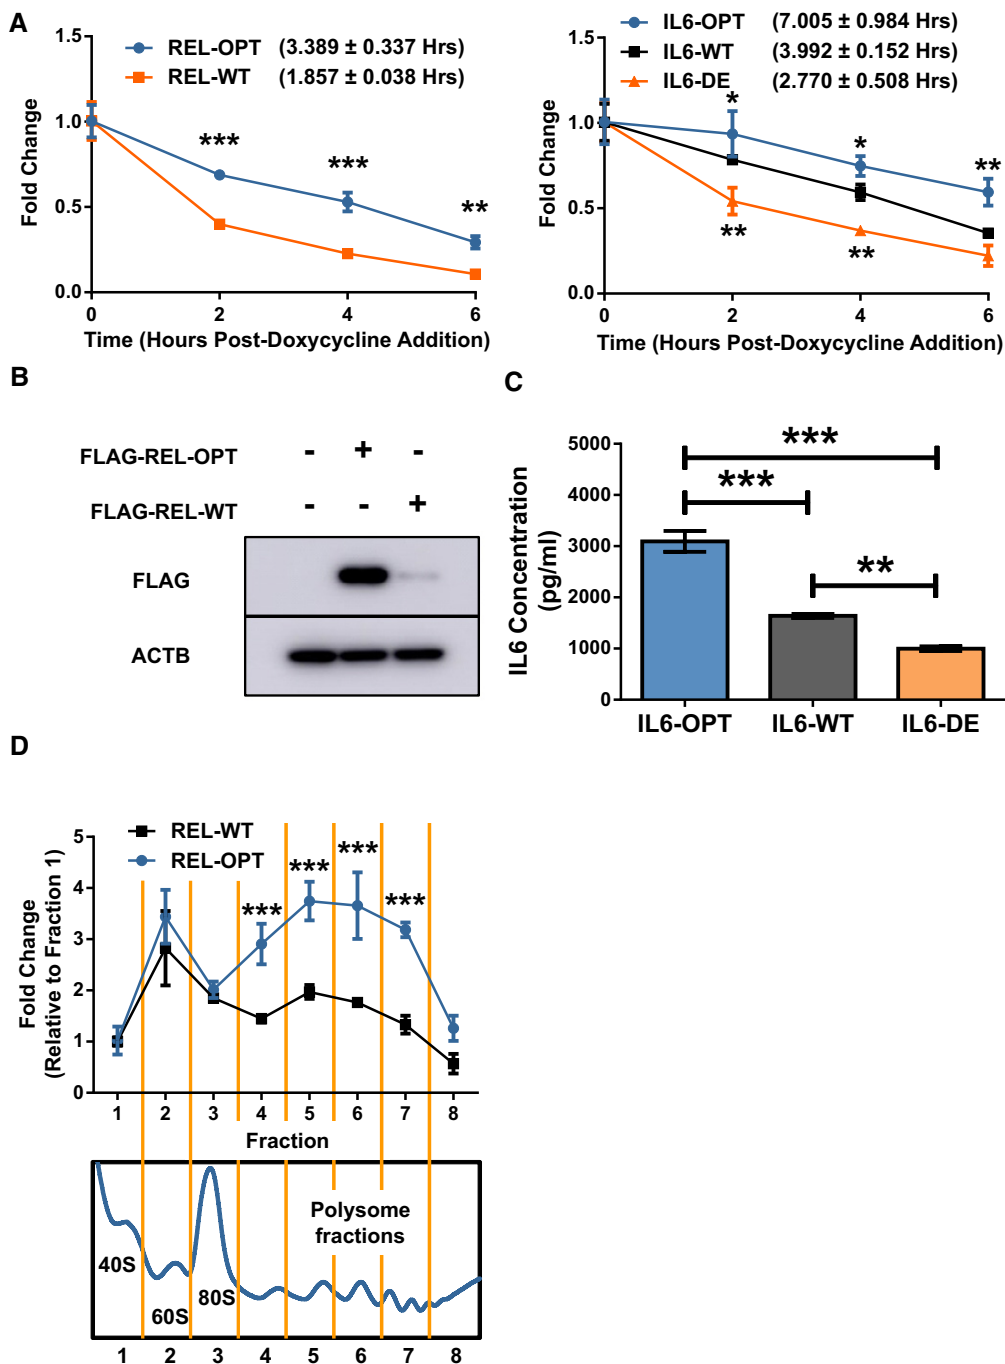 A
1.5
1.0
0.5
0.0
Fold Change
REL-OPT (3.389 ± 0.337 Hrs)
REL-WT (1.857 ± 0.038 Hrs)
***
***
**
0 2 4 6
Time (Hours Post-Doxycycline Addition)
1.5
1.0
0.5
0.0
Fold Change
IL6-OPT (7.005 ± 0.984 Hrs)
IL6-WT (3.992 ± 0.152 Hrs)
IL6-DE (2.770 ± 0.508 Hrs)
*
*
**
**
**
0 2 4 6
Time (Hours Post-Doxycycline Addition)
B
FLAG-REL-OPT - + -
FLAG-REL-WT - - +
FLAG
ACTB
C
5000
4000
3000
2000
1000
0
IL6 Concentration
(pg/ml)
***
***
**
IL6-OPT IL6-WT IL6-DE
D
REL-WT
REL-OPT
5
4
3
2
1
0
Fold Change
(Relative to Fraction 1)
***
***
***
***
1 2 3 4 5 6 7 8
Fraction
Polysome
fractions
40S
60S
80S
1 2 3 4 5 6 7 8